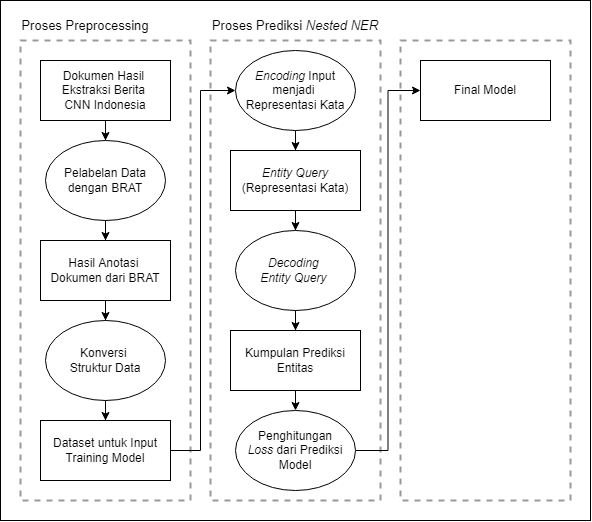 Proses Preprocessing
Dokumen Hasil
Ekstraksi Berita
CNN Indonesia
Pelabelan Data
dengan BRAT
Hasil Anotasi
Dokumen dari BRAT
Konversi
Struktur Data
Dataset untuk Input
Training Model
Proses Prediksi Nested NER
Encoding Input
menjadi
Representasi Kata
Entity Query
(Representasi Kata)
Decoding
Entity Query
Kumpulan Prediksi
Entitas
Penghitungan
Loss dari Prediksi
Model
Final Model